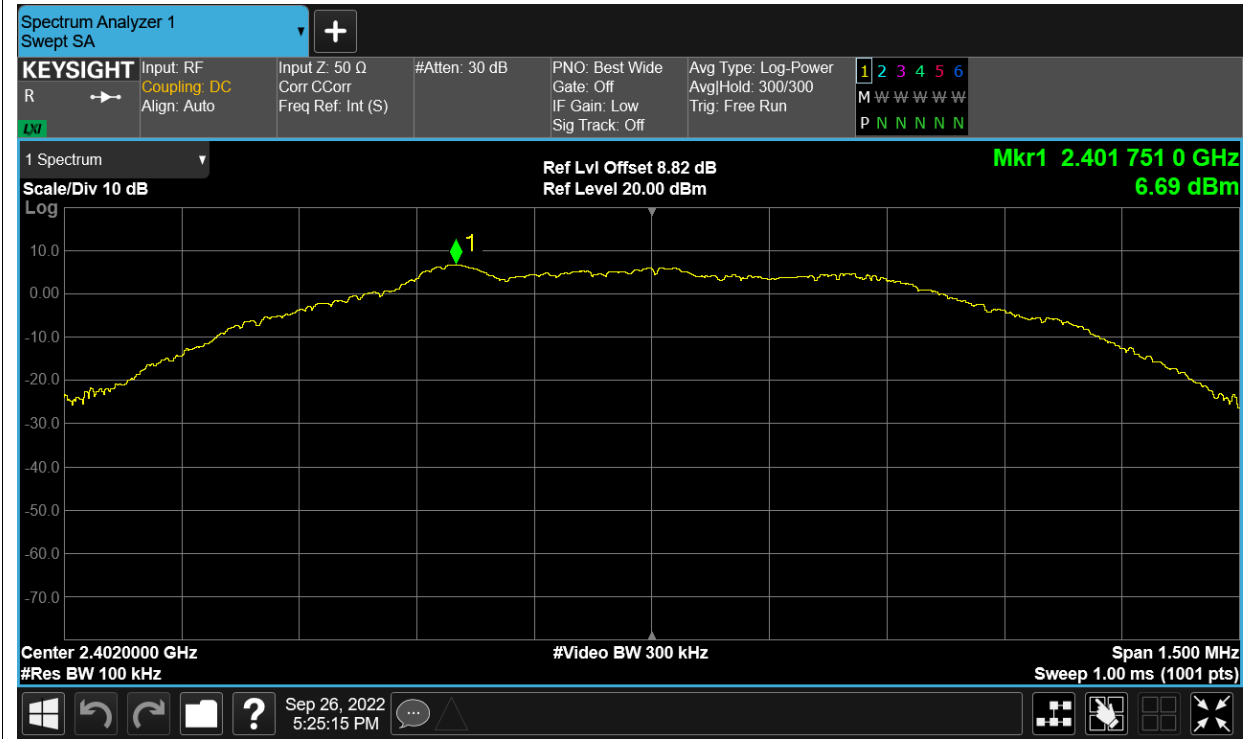 Spectrum Analyzer 1
Swept SA
KEYSIGHT
R
LXI
Input: RF
Coupling: DC
Align: Auto
Input Z: 50 Ω
Corr CCorr
Freq Ref: Int (S)
#Atten: 30 dB
PNO: Best Wide
Gate: Off
IF Gain: Low
Sig Track: Off
Avg Type: Log-Power
Avg|Hold: 300/300
Trig: Free Run
1 2 3 4 5 6
M W W W W W
P N N N N N
1 Spectrum
Scale/Div 10 dB
Log
Ref Lvl Offset 8.82 dB
Ref Level 20.00 dBm
Mkr1 2.401 751 0 GHz
6.69 dBm
1
10.0
0.00
-10.0
-20.0
-30.0
-40.0
-50.0
-60.0
-70.0
Center 2.4020000 GHz
#Res BW 100 kHz
#Video BW 300 kHz
Span 1.500 MHz
Sweep 1.00 ms (1001 pts)
?
Sep 26, 2022
5:25:15 PM